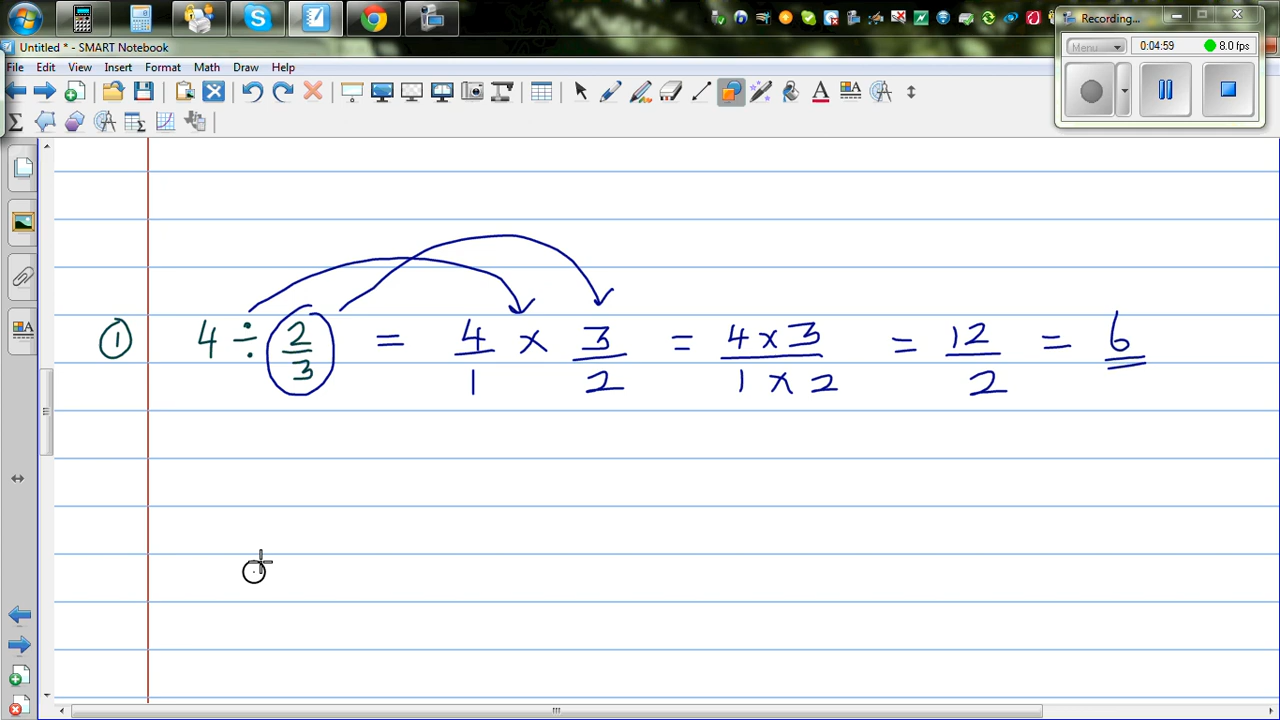 Recording...
Untitled * - SMART Notebook
Menu 0:04:59 8.0 fps
File Edit View Insert Format Math Draw Help
① 4 ÷ 2/3 = 4/1 × 3/2 = 4 × 3 / 1 × 2 = 12/2 = 6